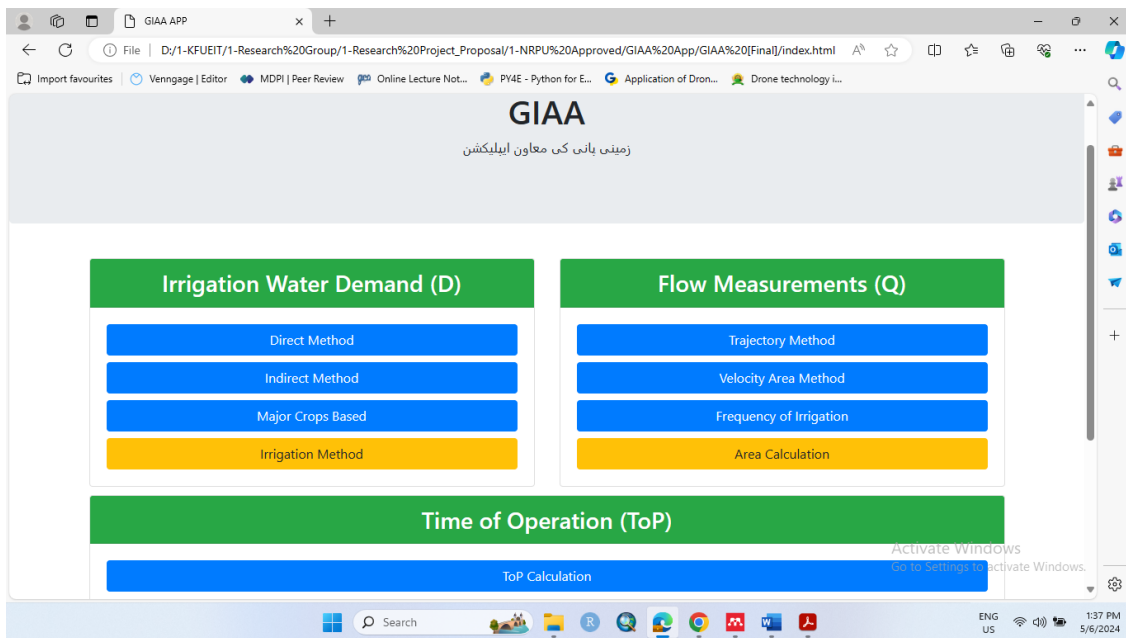 GIAA APP
File | D:/1-KFUEIT/1-Research%20Group/1-Research%20Project_Proposal/1-NRPU%20Approved/GIAA%20App/GIAA%20[Final]/index.html
Import favourites Venngage | Editor MDPI | Peer Review Online Lecture Not... PY4E - Python for E... Application of Dron... Drone technology i...
GIAA
زمینی پانی کی معاون ایپلیکشن
Irrigation Water Demand (D)
Direct Method
Indirect Method
Major Crops Based
Irrigation Method
Flow Measurements (Q)
Trajectory Method
Velocity Area Method
Frequency of Irrigation
Area Calculation
Time of Operation (ToP)
ToP Calculation
Activate Windows
Go to Settings to activate Windows.
Search
ENG
US
1:37 PM
5/6/2024